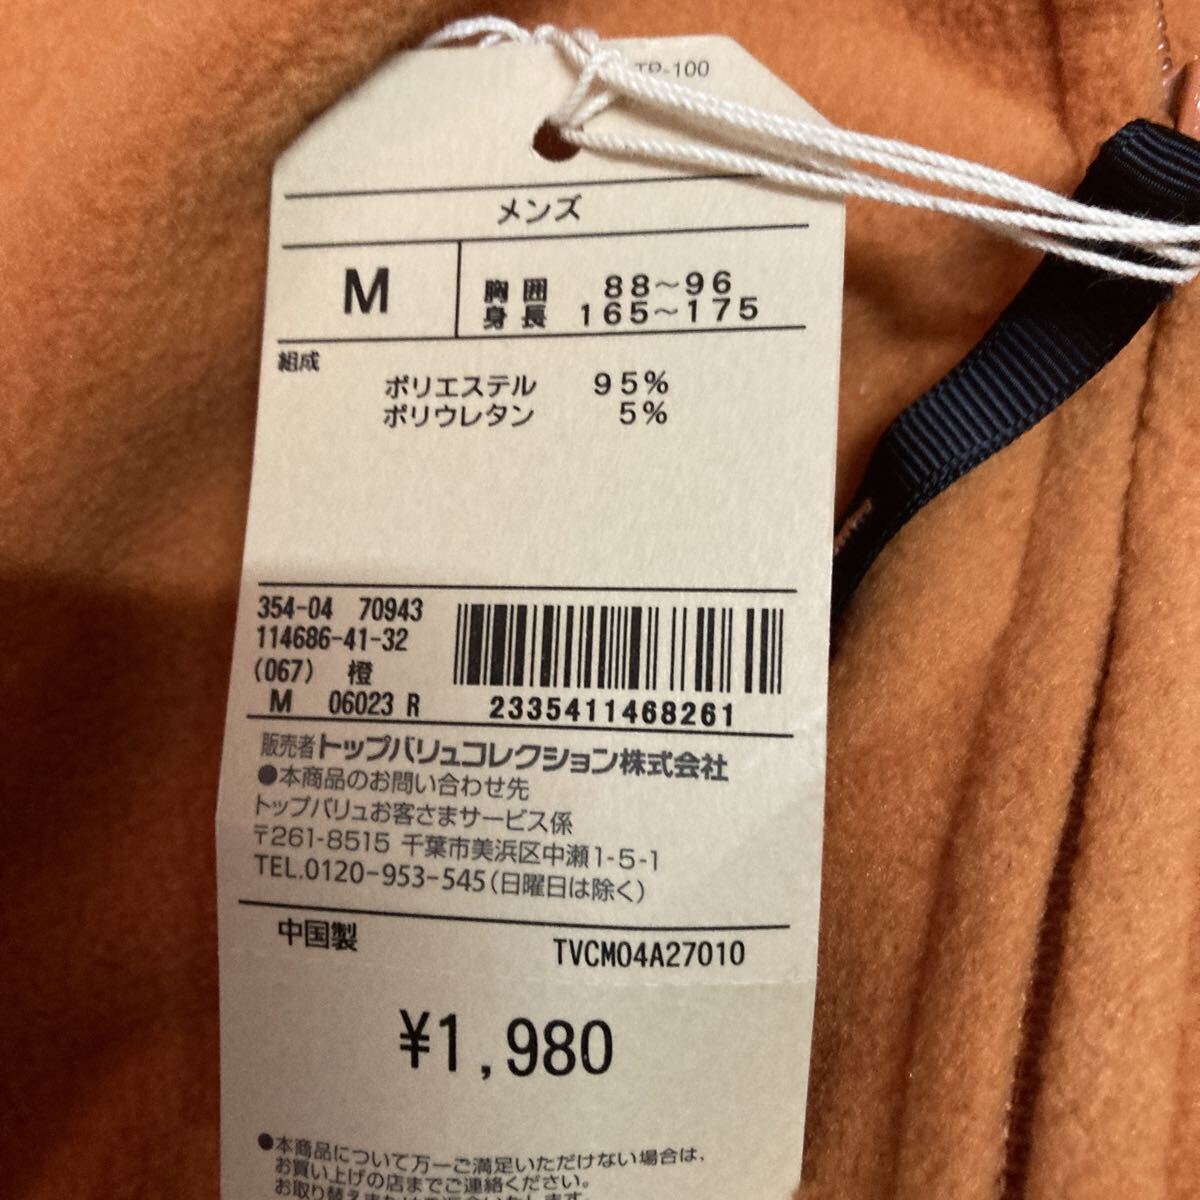 TP-100
メンズ
M
胸囲 88～96
身長 165～175
組成
ポリエステル 95%
ポリウレタン 5%
354-04 70943
114686-41-32
(067) 橙
M 06023 R
2335411468261
販売者トップバリュコレクション株式会社
●本商品のお問い合わせ先
トップバリュお客さまサービス係
〒261-8515 千葉市美浜区中瀬1-5-1
TEL.0120-953-545(日曜日は除く)
中国製 TVCM04A27010
¥1,980
●本商品について万一ご満足いただけない場合は、
お買い上げの店までご連絡ください。